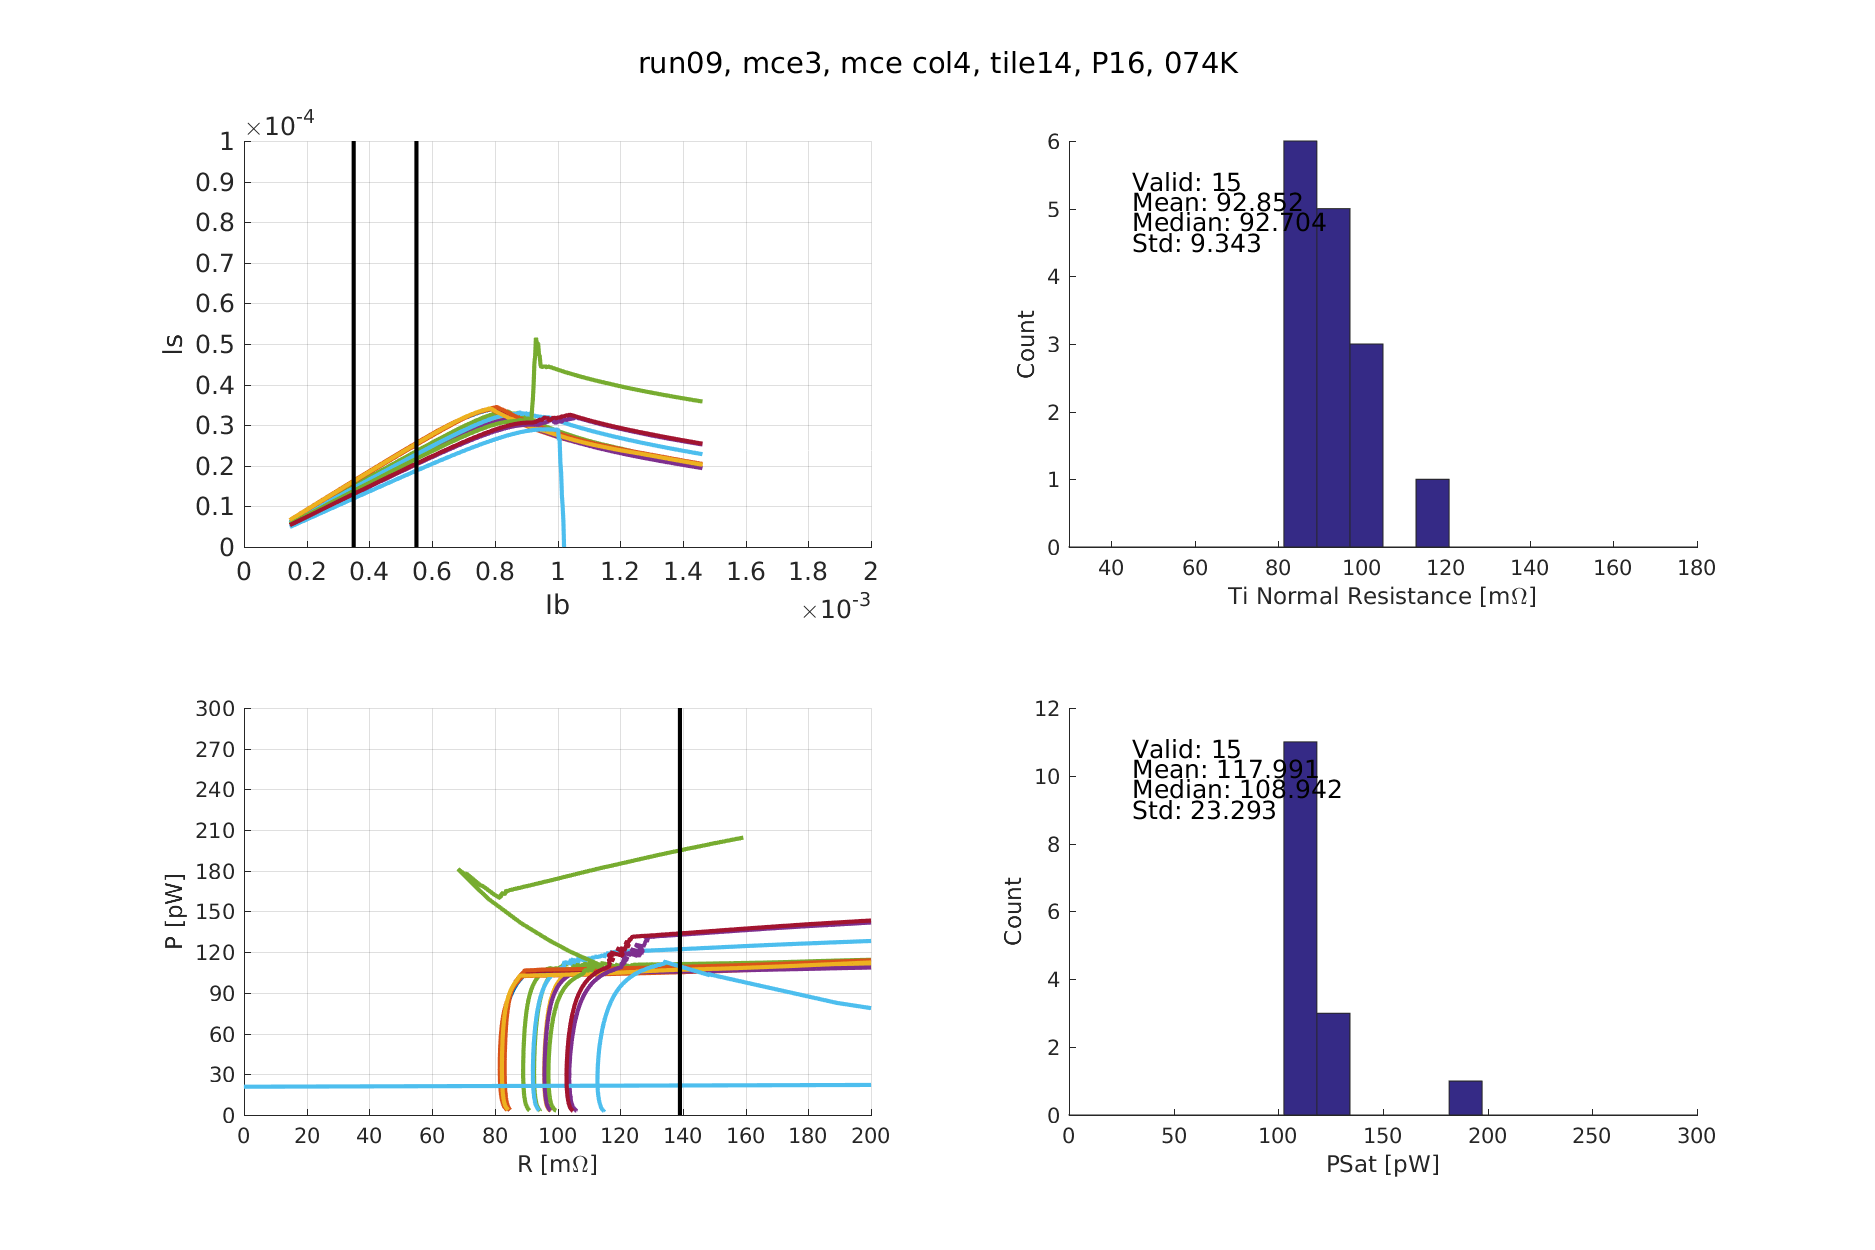 run09, mce3, mce col4, tile14, P16, 074K
×10-4
1
0.9
0.8
0.7
0.6
0.5
0.4
0.3
0.2
0.1
0
Is
0 0.2 0.4 0.6 0.8 1 1.2 1.4 1.6 1.8 2
Ib
×10-3
6
5
4
3
2
1
0
Count
Valid: 15
Mean: 92.852
Median: 92.704
Std: 9.343
40 60 80 100 120 140 160 180
Ti Normal Resistance [mΩ]
300
270
240
210
180
150
120
90
60
30
0
P [pW]
0 20 40 60 80 100 120 140 160 180 200
R [mΩ]
12
10
8
6
4
2
0
Count
Valid: 15
Mean: 117.991
Median: 108.942
Std: 23.293
0 50 100 150 200 250 300
PSat [pW]